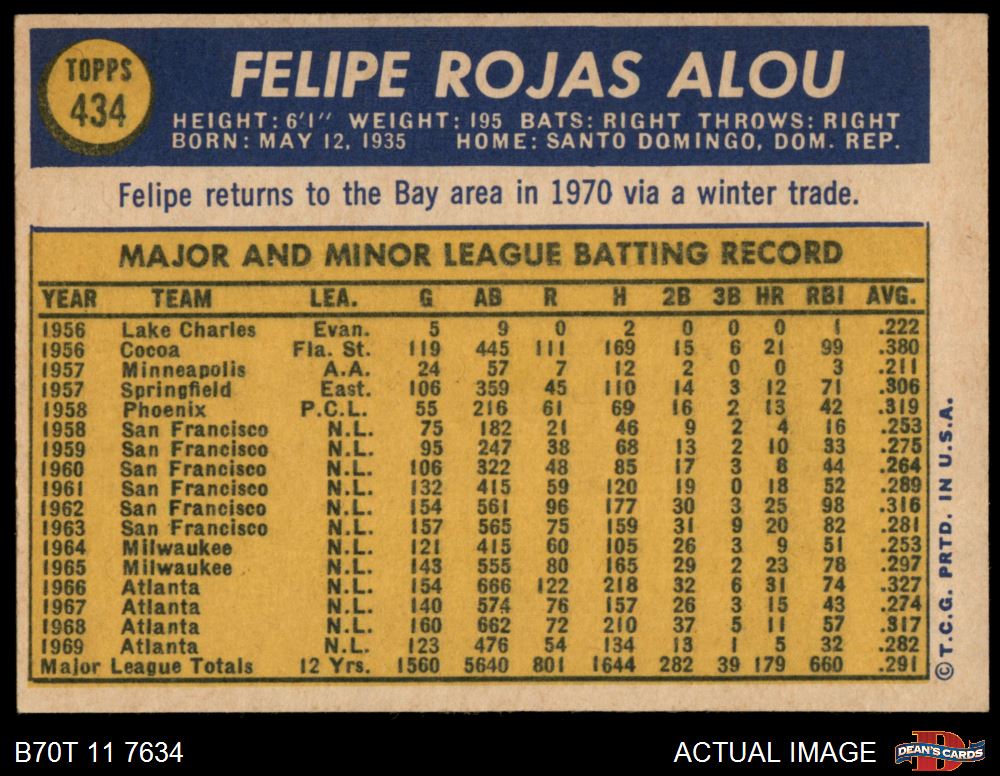 TOPPS
434
FELIPE ROJAS ALOU
HEIGHT: 6'1" WEIGHT: 195 BATS: RIGHT THROWS: RIGHT
BORN: MAY 12, 1935 HOME: SANTO DOMINGO, DOM. REP.
Felipe returns to the Bay area in 1970 via a winter trade.
MAJOR AND MINOR LEAGUE BATTING RECORD
YEAR TEAM LEA. G AB R H 2B 3B HR RBI AVG.
1956 Lake Charles Evan. 5 9 0 2 0 0 0 1 .222
1956 Cocoa Fla. St. 119 445 111 169 15 6 21 99 .380
1957 Minneapolis A.A. 24 57 7 12 2 0 0 3 .211
1957 Springfield East. 106 359 45 110 14 3 12 71 .306
1958 Phoenix P.C.L. 55 216 61 69 16 2 13 42 .319
1958 San Francisco N.L. 75 182 21 46 9 2 4 16 .253
1959 San Francisco N.L. 95 247 38 68 13 2 10 33 .275
1960 San Francisco N.L. 106 322 48 85 17 3 8 44 .264
1961 San Francisco N.L. 132 415 59 120 19 0 18 52 .289
1962 San Francisco N.L. 154 561 96 177 30 3 25 98 .316
1963 San Francisco N.L. 157 565 75 159 31 9 20 82 .281
1964 Milwaukee N.L. 121 415 60 105 26 3 9 51 .253
1965 Milwaukee N.L. 143 555 80 165 29 2 23 78 .297
1966 Atlanta N.L. 154 666 122 218 32 6 31 74 .327
1967 Atlanta N.L. 140 574 76 157 26 3 15 43 .274
1968 Atlanta N.L. 160 662 72 210 37 5 11 57 .317
1969 Atlanta N.L. 123 476 54 134 13 1 5 32 .282
Major League Totals 12 Yrs. 1560 5640 801 1644 282 39 179 660 .291
© T.C.G. PRTD. IN U.S.A.
B70T 11 7634
ACTUAL IMAGE
DEAN'S CARDS